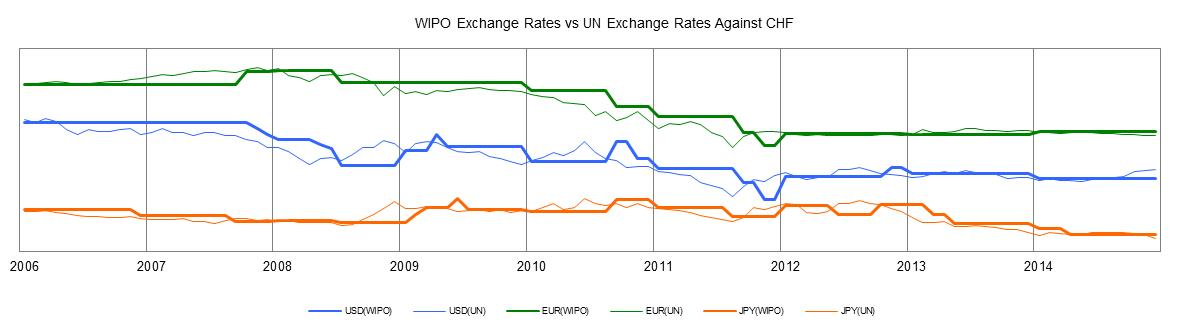 WIPO Exchange Rates vs UN Exchange Rates Against CHF
2006 2007 2008 2009 2010 2011 2012 2013 2014
USD(WIPO) USD(UN) EUR(WIPO) EUR(UN) JPY(WIPO) JPY(UN)